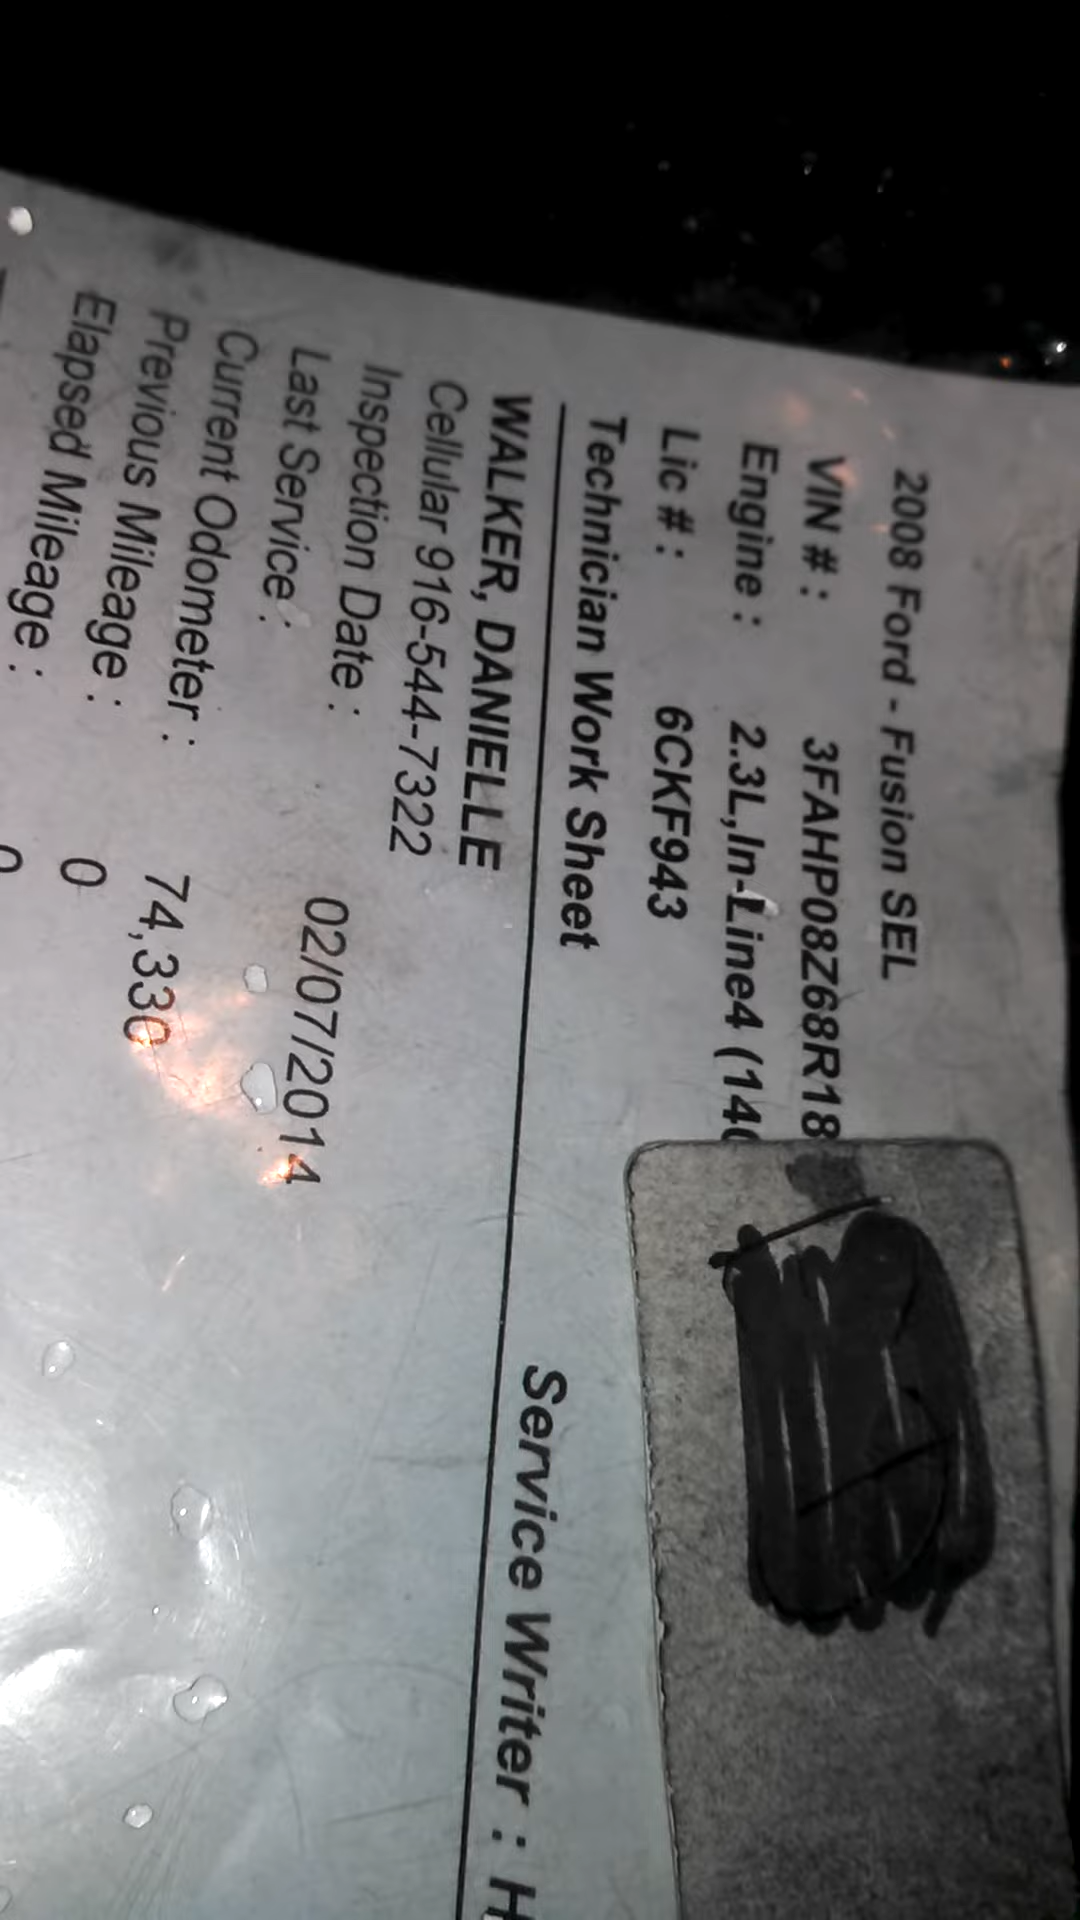 2008 Ford - Fusion SEL
VIN # : 3FAHP08Z68R18
Engine : 2.3L,In-Line4 (140
Lic # : 6CKF943
Technician Work Sheet
Service Writer : H
WALKER, DANIELLE
Cellular 916-544-7322
Inspection Date : 02/07/2014
Last Service :
Current Odometer : 74,330
Previous Mileage : 0
Elapsed Mileage : 0